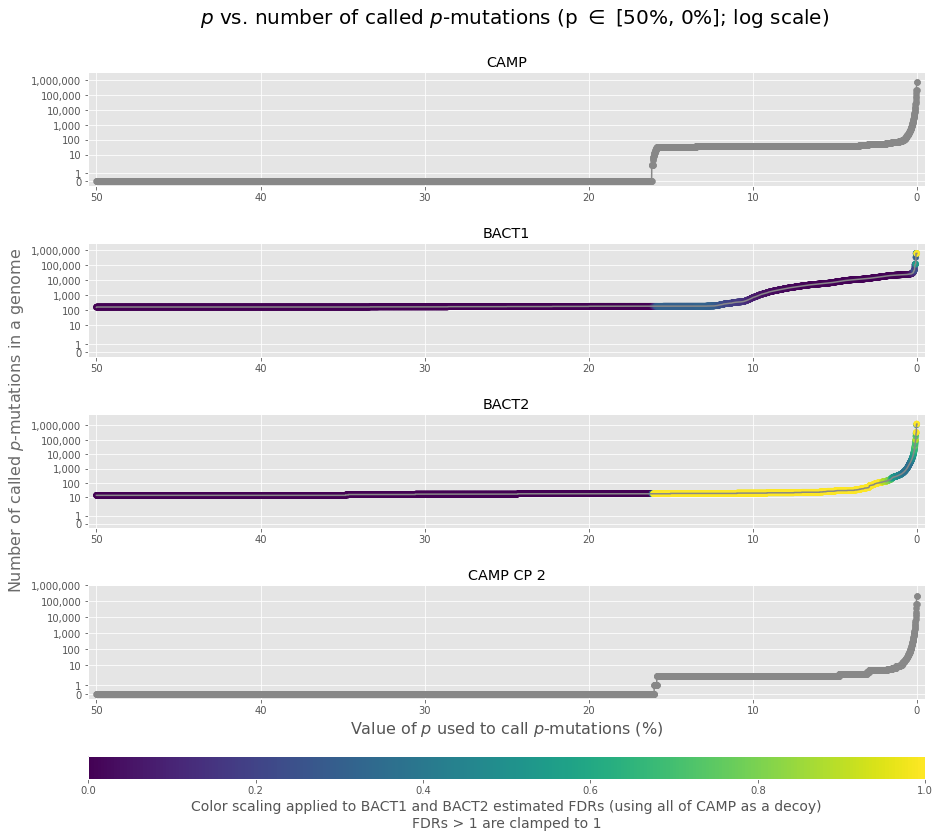 p vs. number of called p-mutations (p ∈ [50%, 0%]; log scale)
CAMP
1,000,000
100,000
10,000
1,000
100
10
1
0
50 40 30 20 10 0
BACT1
1,000,000
100,000
10,000
1,000
100
10
1
0
50 40 30 20 10 0
Number of called p-mutations in a genome
BACT2
1,000,000
100,000
10,000
1,000
100
10
1
0
50 40 30 20 10 0
CAMP CP 2
1,000,000
100,000
10,000
1,000
100
10
1
0
50 40 30 20 10 0
Value of p used to call p-mutations (%)
0.0 0.2 0.4 0.6 0.8 1.0
Color scaling applied to BACT1 and BACT2 estimated FDRs (using all of CAMP as a decoy)
FDRs > 1 are clamped to 1